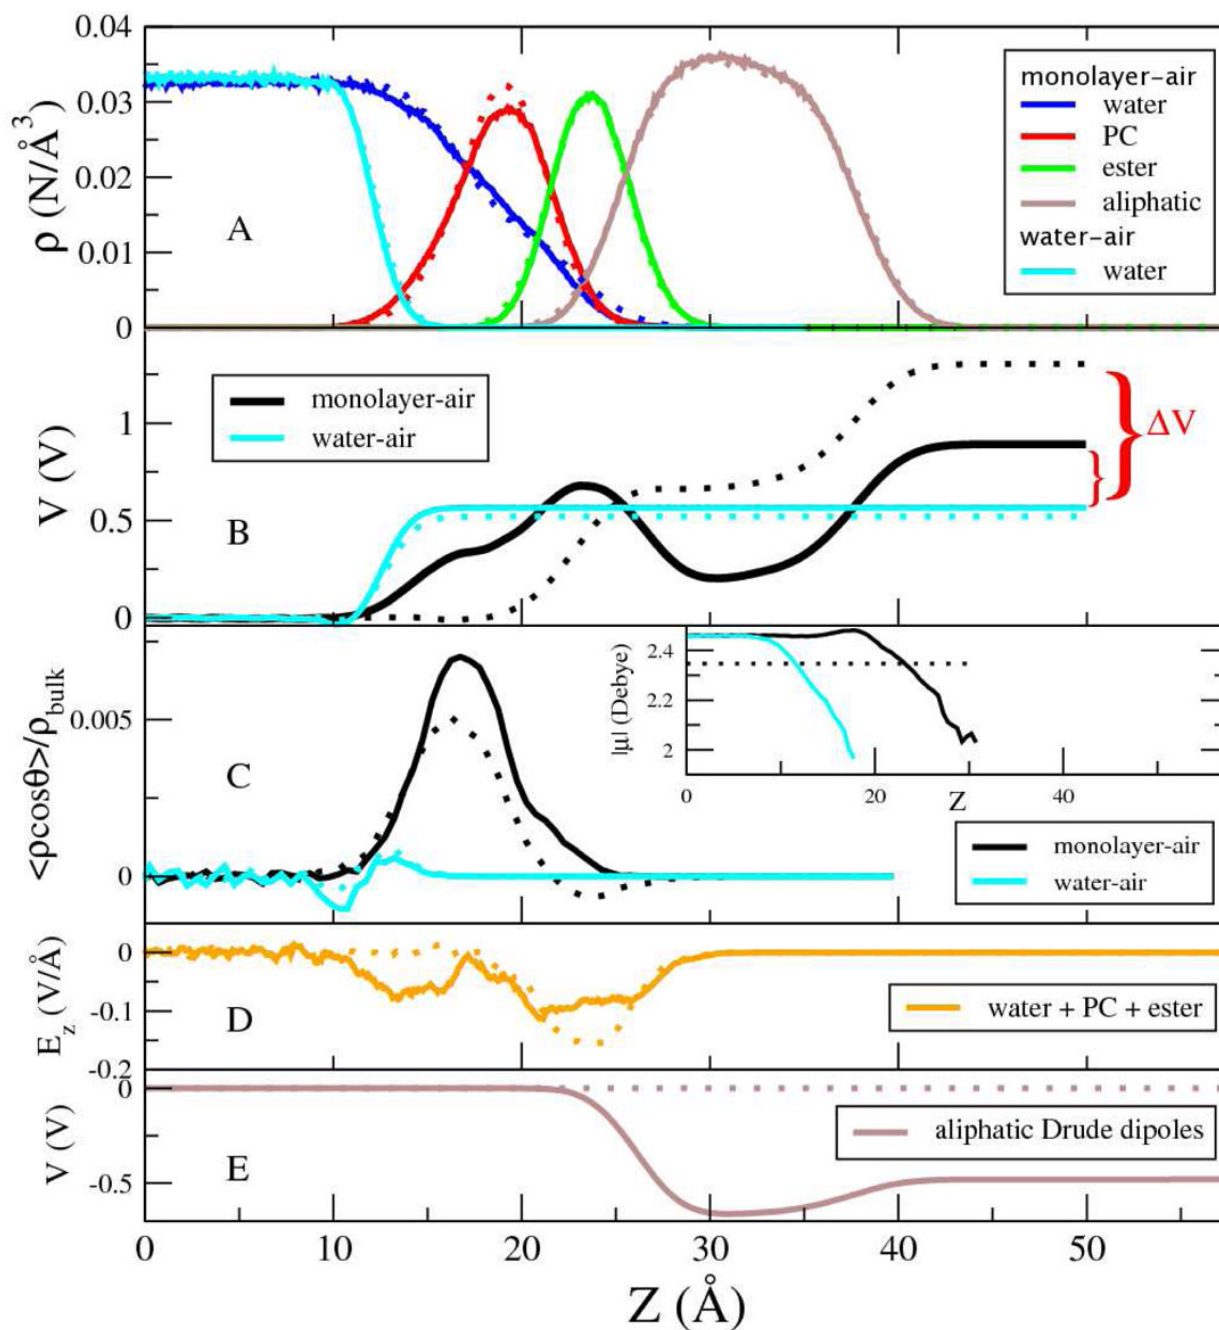 0.04
0.03
0.02
0.01
0
ρ (N/Å³)
A
monolayer-air
water
PC
ester
aliphatic
water-air
water
1
0.5
0
V (V)
B
monolayer-air
water-air
ΔV
0.005
0
<ρcosθ>/ρbulk
C
2.4
2.2
2
|μ| (Debye)
0
20
Z
40
monolayer-air
water-air
0
-0.1
-0.2
Ez (V/Å)
D
water + PC + ester
0
-0.5
V (V)
E
aliphatic Drude dipoles
0
10
20
30
40
50
Z (Å)